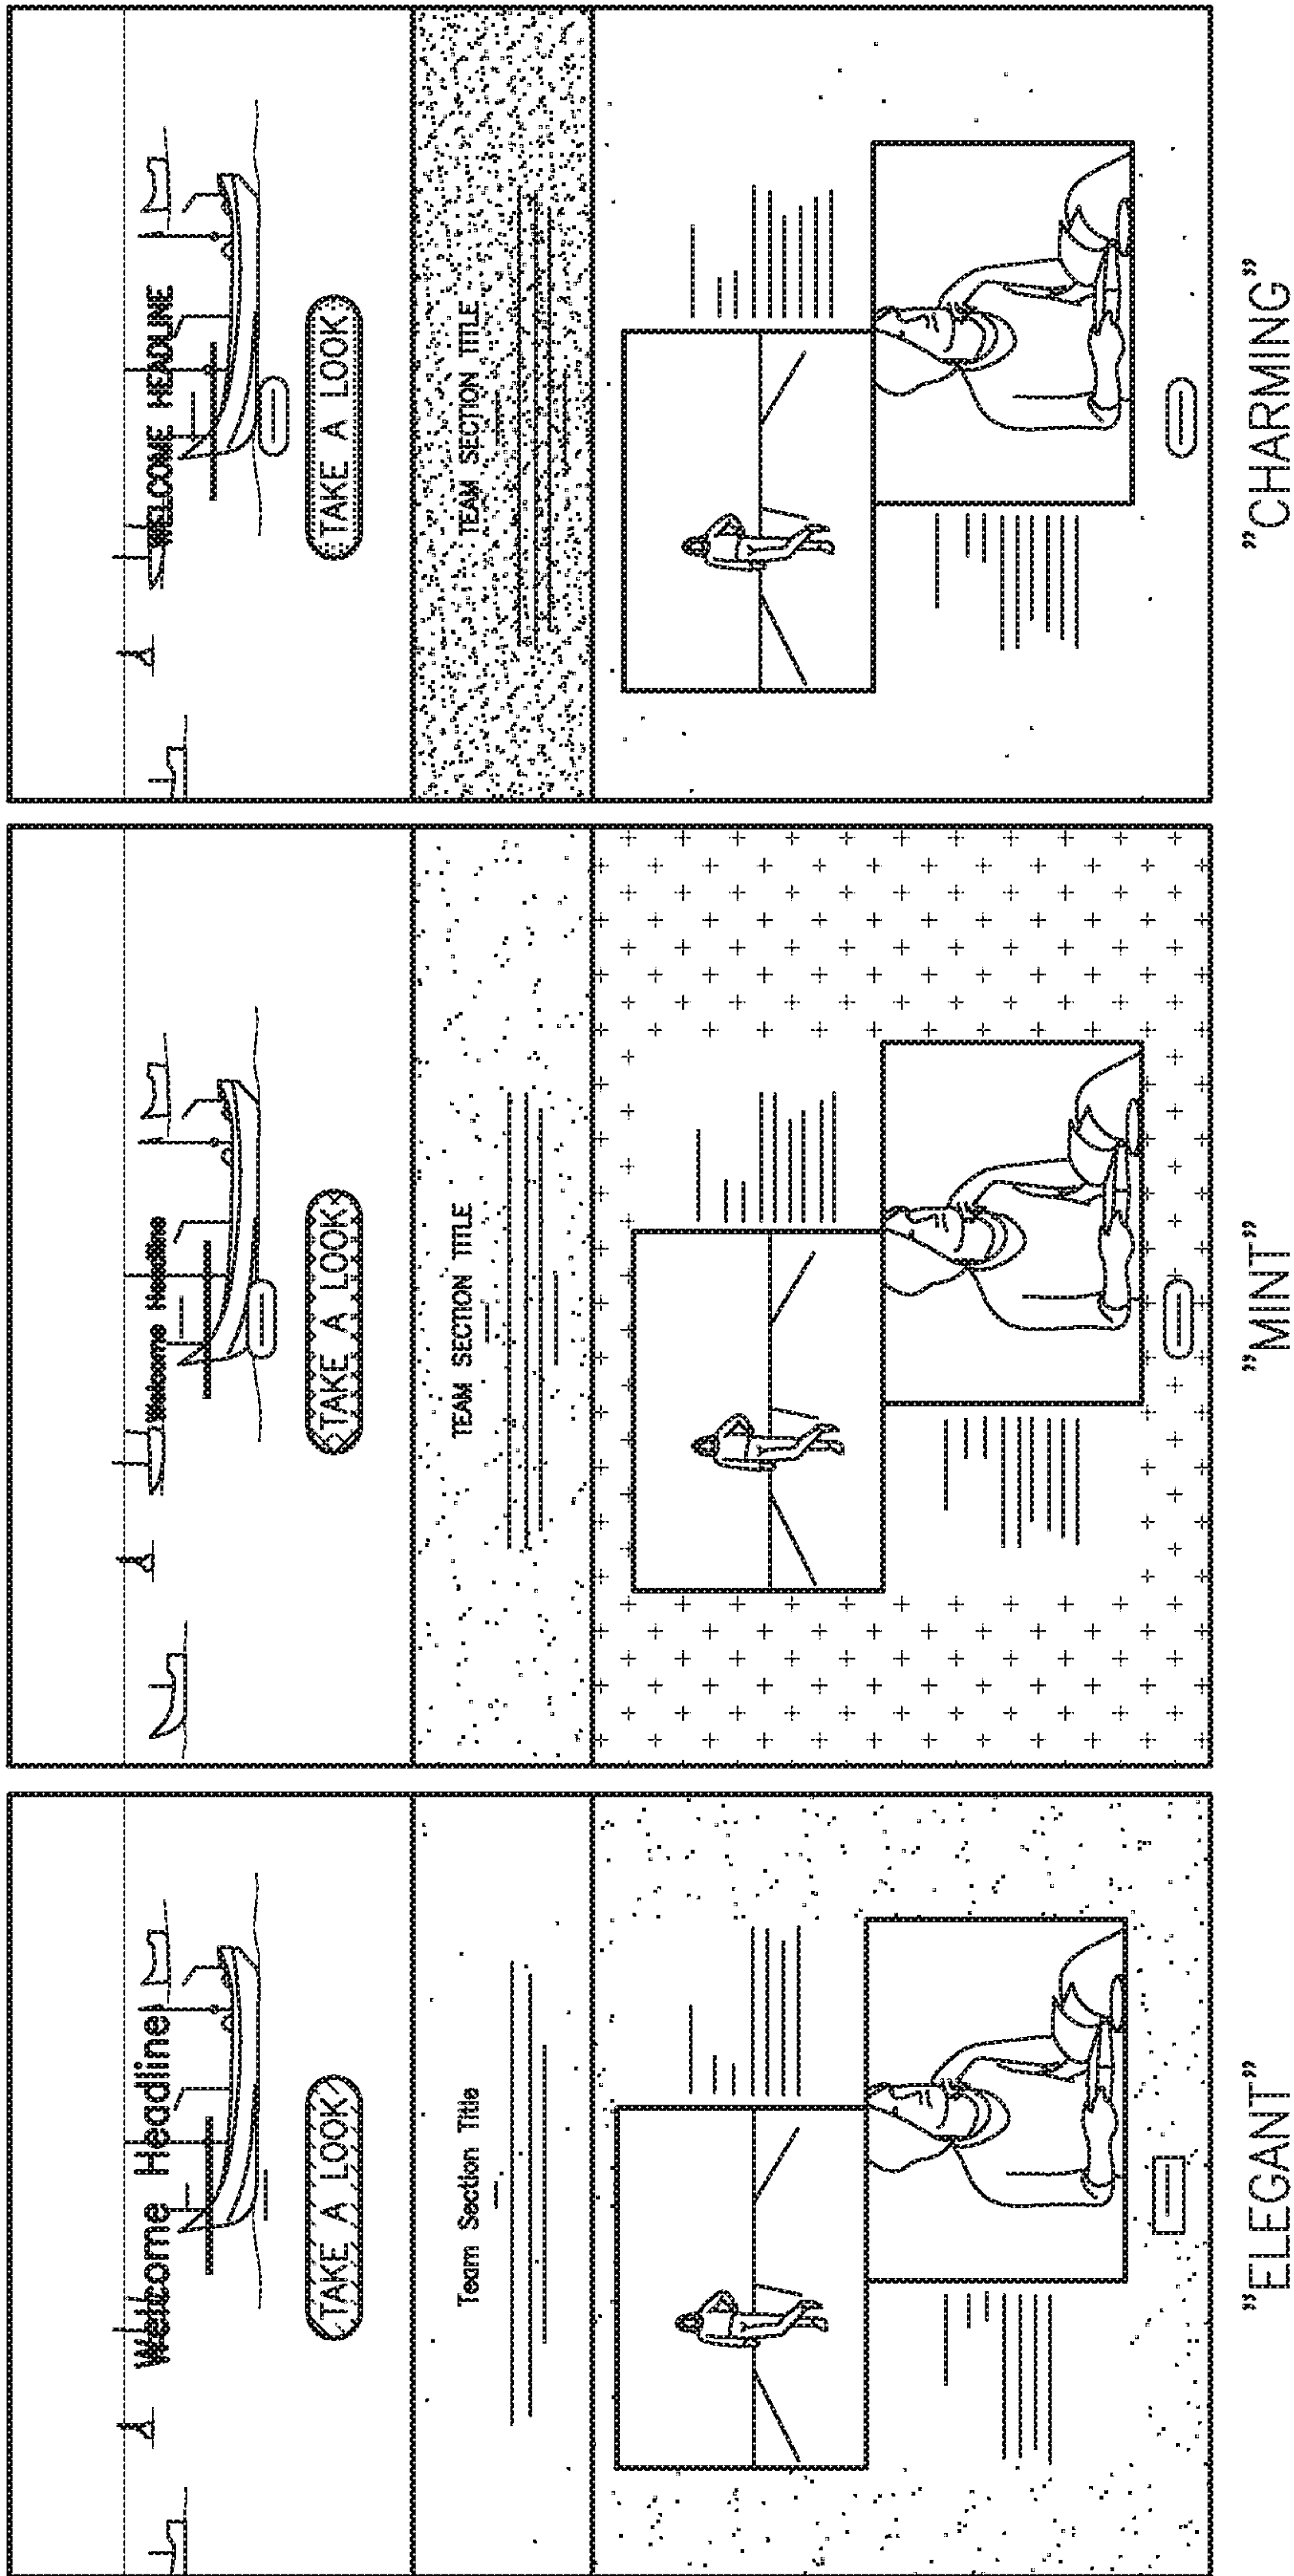 Welcome Headline
TAKE A LOOK
Team Section Title
”ELEGANT”
Welcome Headline
TAKE A LOOK
TEAM SECTION TITLE
”MINT”
WELCOME HEADLINE
TAKE A LOOK
TEAM SECTION TITLE
”CHARMING”